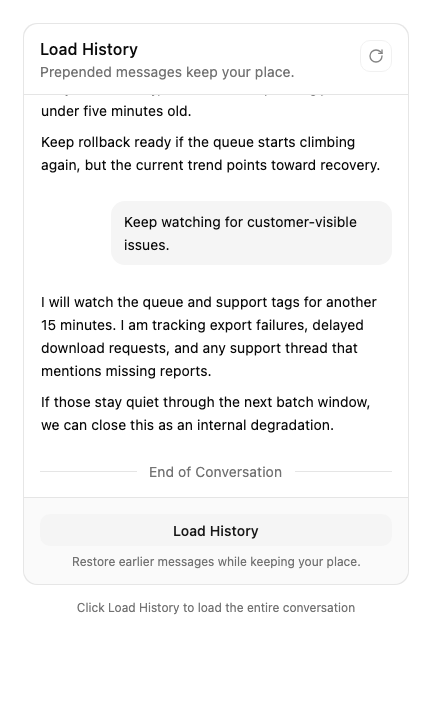 Load History
Prepended messages keep your place.
under five minutes old.
Keep rollback ready if the queue starts climbing
again, but the current trend points toward recovery.
Keep watching for customer-visible
issues.
I will watch the queue and support tags for another
15 minutes. I am tracking export failures, delayed
download requests, and any support thread that
mentions missing reports.
If those stay quiet through the next batch window,
we can close this as an internal degradation.
End of Conversation
Load History
Restore earlier messages while keeping your place.
Click Load History to load the entire conversation